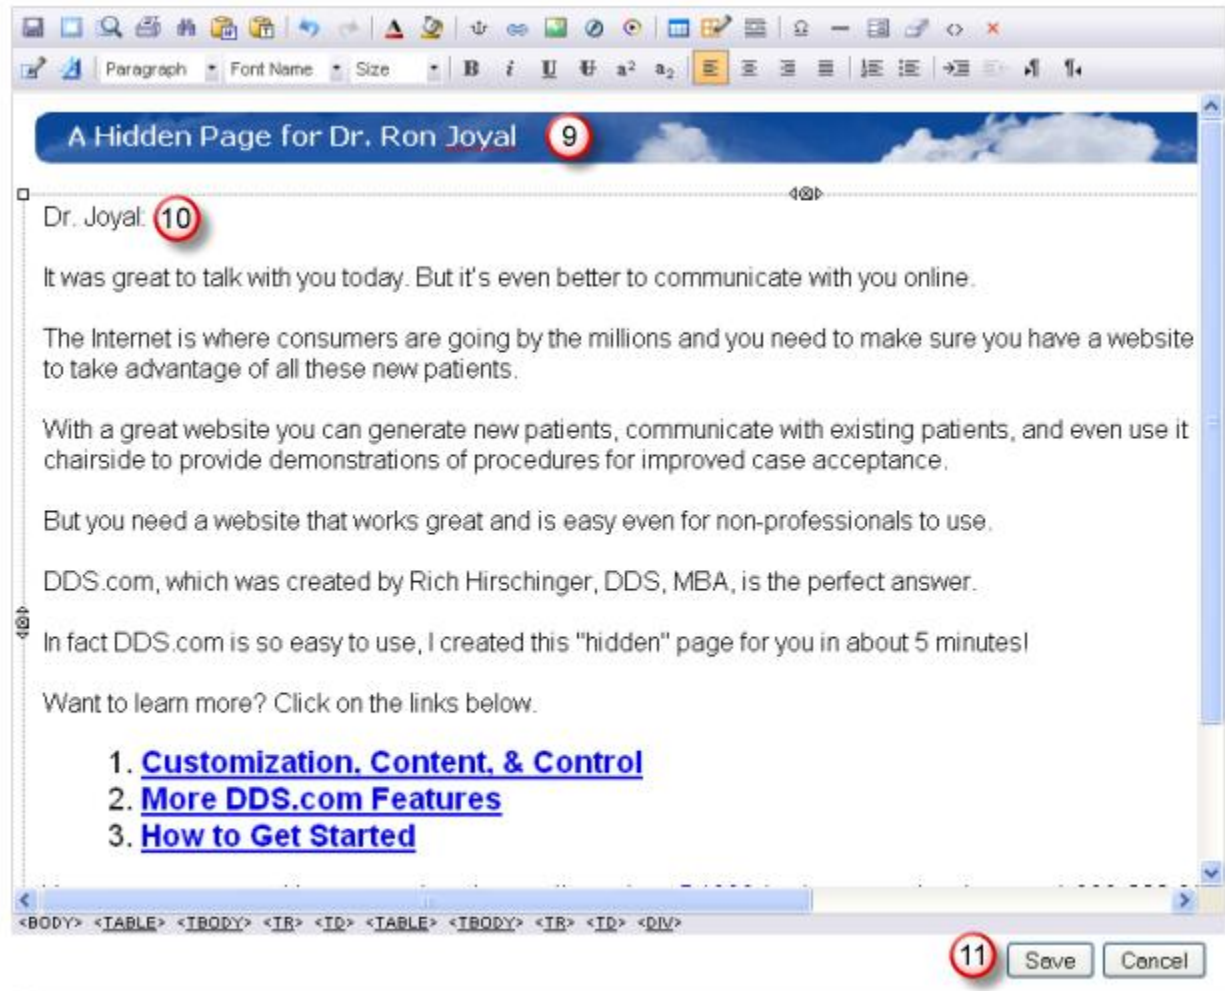 Paragraph Font Name Size B i U U a² a₂
A Hidden Page for Dr. Ron Joyal 9
Dr. Joyal: 10
It was great to talk with you today. But it's even better to communicate with you online.
The Internet is where consumers are going by the millions and you need to make sure you have a website
to take advantage of all these new patients.
With a great website you can generate new patients, communicate with existing patients, and even use it
chairside to provide demonstrations of procedures for improved case acceptance.
But you need a website that works great and is easy even for non-professionals to use.
DDS.com, which was created by Rich Hirschinger, DDS, MBA, is the perfect answer.
In fact DDS.com is so easy to use, I created this "hidden" page for you in about 5 minutes!
Want to learn more? Click on the links below.
1. Customization, Content, & Control
2. More DDS.com Features
3. How to Get Started
<BODY> <TABLE> <TBODY> <TR> <TD> <TABLE> <TBODY> <TR> <TD> <DIV>
11 Save Cancel